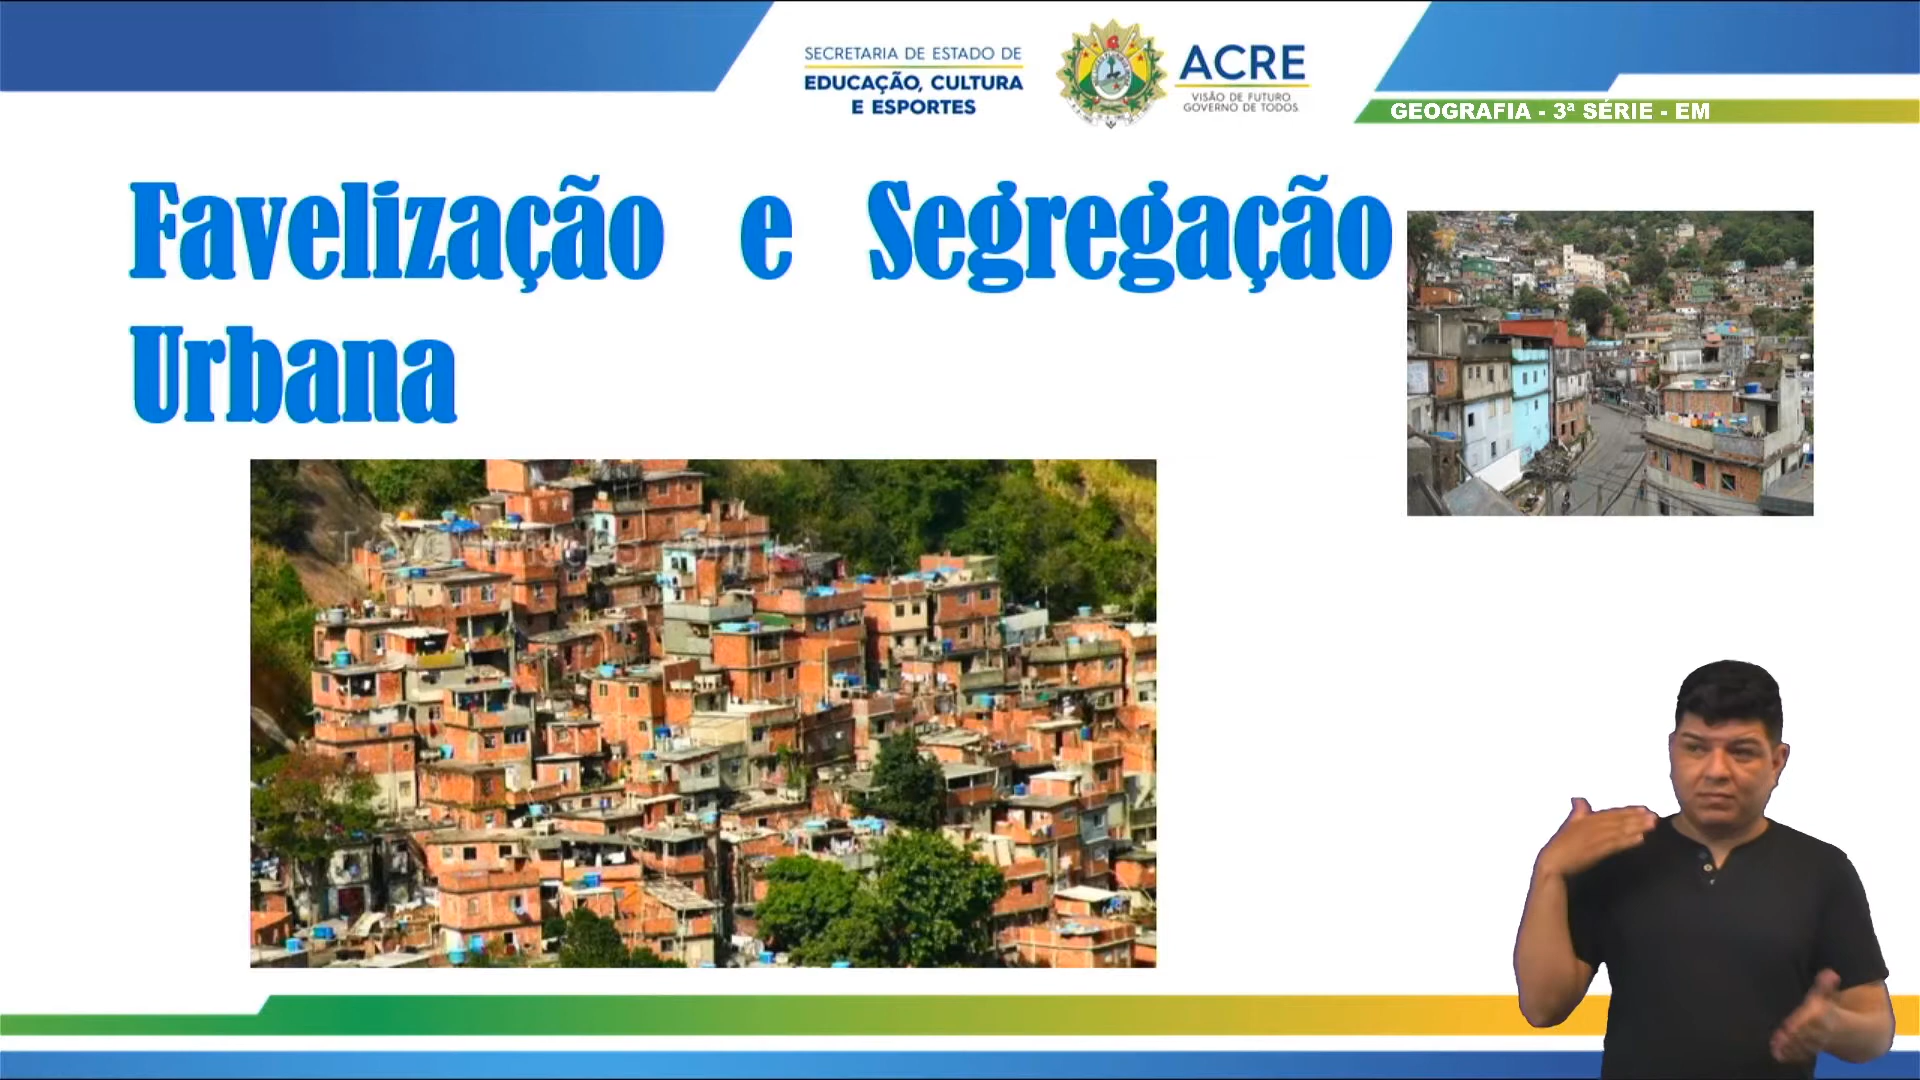 SECRETARIA DE ESTADO DE
EDUCAÇÃO, CULTURA
E ESPORTES
ACRE
VISÃO DE FUTURO
GOVERNO DE TODOS
GEOGRAFIA - 3ª SÉRIE - EM
Favelização e Segregação
Urbana